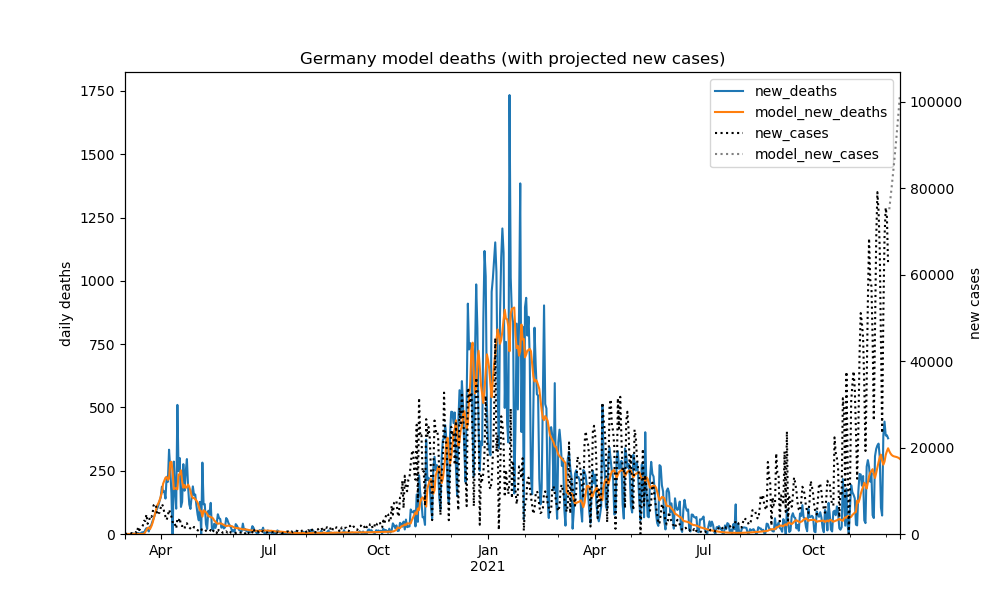 Germany model deaths (with projected new cases)
new_deaths
model_new_deaths
new_cases
model_new_cases
daily deaths
1750
1500
1250
1000
750
500
250
0
100000
80000
60000
40000
20000
0
new cases
Apr
Jul
Oct
Jan
2021
Apr
Jul
Oct